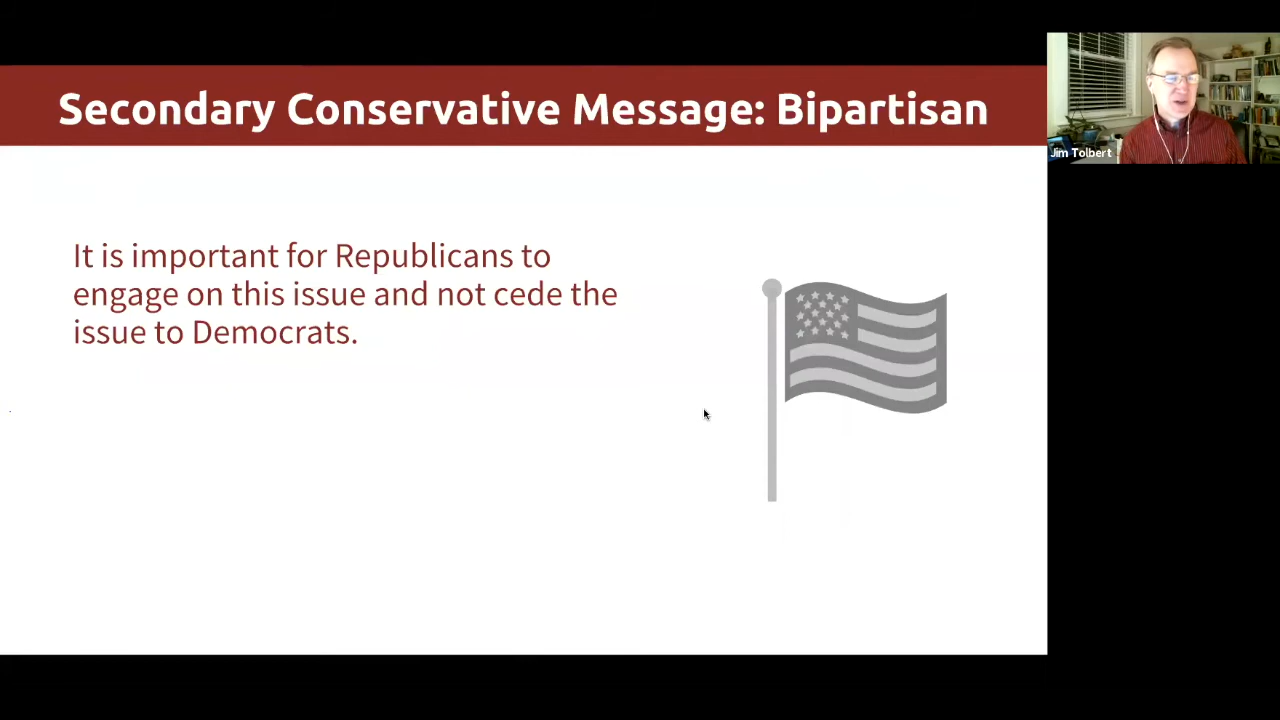 Secondary Conservative Message: Bipartisan
It is important for Republicans to
engage on this issue and not cede the
issue to Democrats.
Jim Tolbert